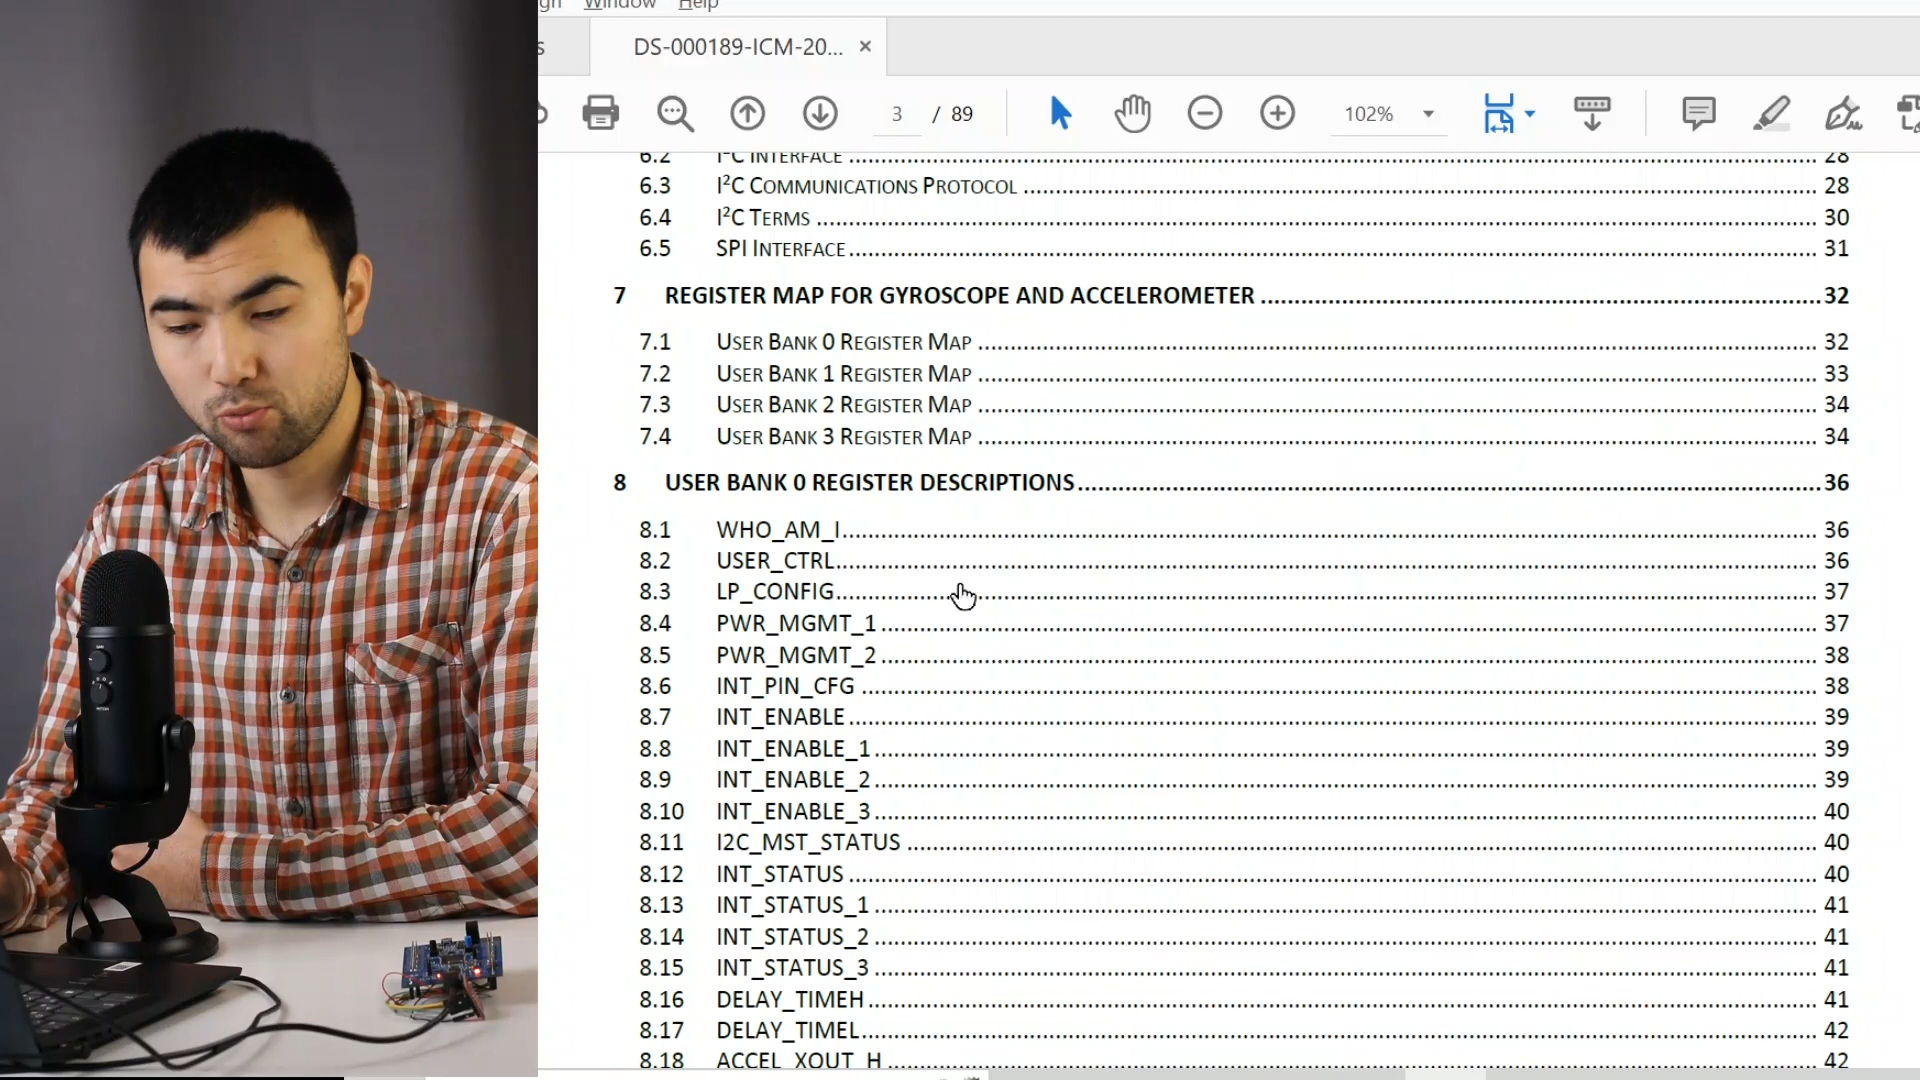 gn Window Help
s DS-000189-ICM-20... ×
3 / 89 102%
6.2 I²C Interface 28
6.3 I²C Communications Protocol 28
6.4 I²C Terms 30
6.5 SPI Interface 31
7 REGISTER MAP FOR GYROSCOPE AND ACCELEROMETER 32
7.1 User Bank 0 Register Map 32
7.2 User Bank 1 Register Map 33
7.3 User Bank 2 Register Map 34
7.4 User Bank 3 Register Map 34
8 USER BANK 0 REGISTER DESCRIPTIONS 36
8.1 WHO_AM_I 36
8.2 USER_CTRL 36
8.3 LP_CONFIG 37
8.4 PWR_MGMT_1 37
8.5 PWR_MGMT_2 38
8.6 INT_PIN_CFG 38
8.7 INT_ENABLE 39
8.8 INT_ENABLE_1 39
8.9 INT_ENABLE_2 39
8.10 INT_ENABLE_3 40
8.11 I2C_MST_STATUS 40
8.12 INT_STATUS 40
8.13 INT_STATUS_1 41
8.14 INT_STATUS_2 41
8.15 INT_STATUS_3 41
8.16 DELAY_TIMEH 41
8.17 DELAY_TIMEL 42
8.18 ACCEL_XOUT_H 42